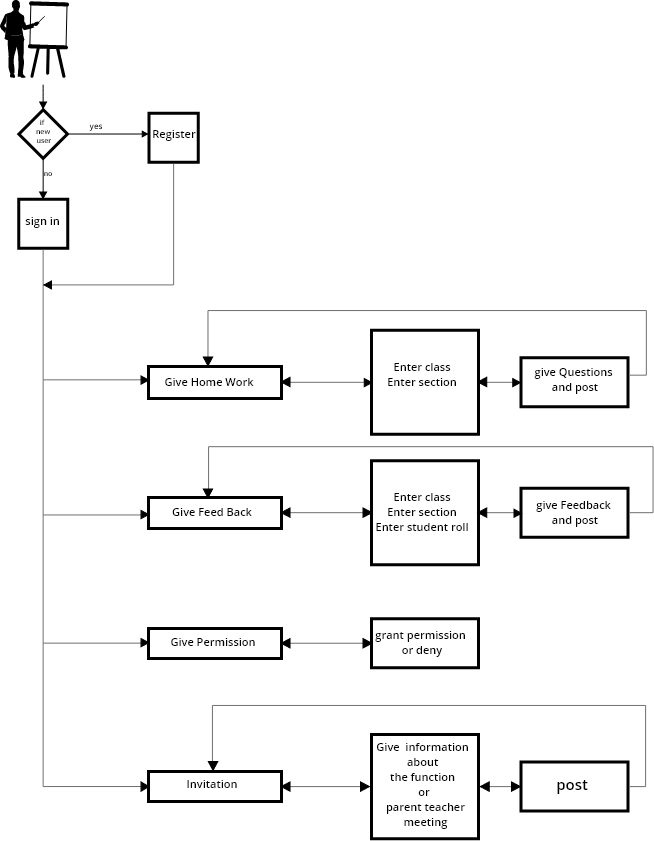 if
new
user
yes
Register
no
sign in
Give Home Work
Enter class
Enter section
give Questions
and post
Give Feed Back
Enter class
Enter section
Enter student roll
give Feedback
and post
Give Permission
grant permission
or deny
Invitation
Give information
about
the function
or
parent teacher
meeting
post